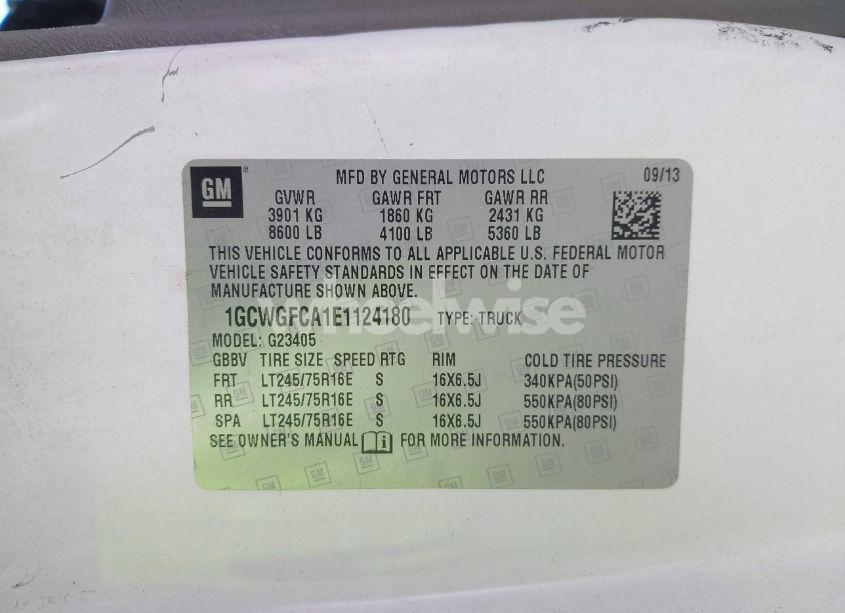 GM
®
MFD BY GENERAL MOTORS LLC 09/13
GVWR GAWR FRT GAWR RR
3901 KG 1860 KG 2431 KG
8600 LB 4100 LB 5360 LB
THIS VEHICLE CONFORMS TO ALL APPLICABLE U.S. FEDERAL MOTOR
VEHICLE SAFETY STANDARDS IN EFFECT ON THE DATE OF
MANUFACTURE SHOWN ABOVE.
wheelwise
1GCWGFCA1E1124180 TYPE: TRUCK
MODEL: G23405
GBBV TIRE SIZE SPEED RTG RIM COLD TIRE PRESSURE
FRT LT245/75R16E S 16X6.5J 340KPA(50PSI)
RR LT245/75R16E S 16X6.5J 550KPA(80PSI)
SPA LT245/75R16E S 16X6.5J 550KPA(80PSI)
SEE OWNER'S MANUAL FOR MORE INFORMATION.